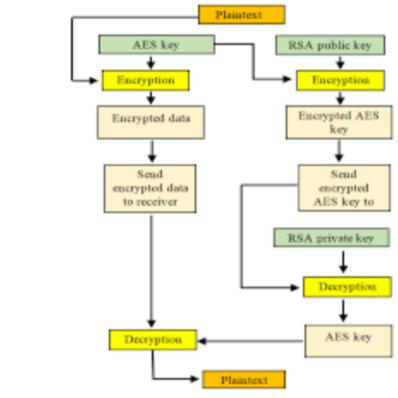 Plaintext
AES key
RSA public key
Encryption
Encryption
Encrypted data
Encrypted AES
key
Send
encrypted data
to receiver
Send
encrypted
AES key to
RSA private key
Decryption
AES key
Decryption
Plaintext